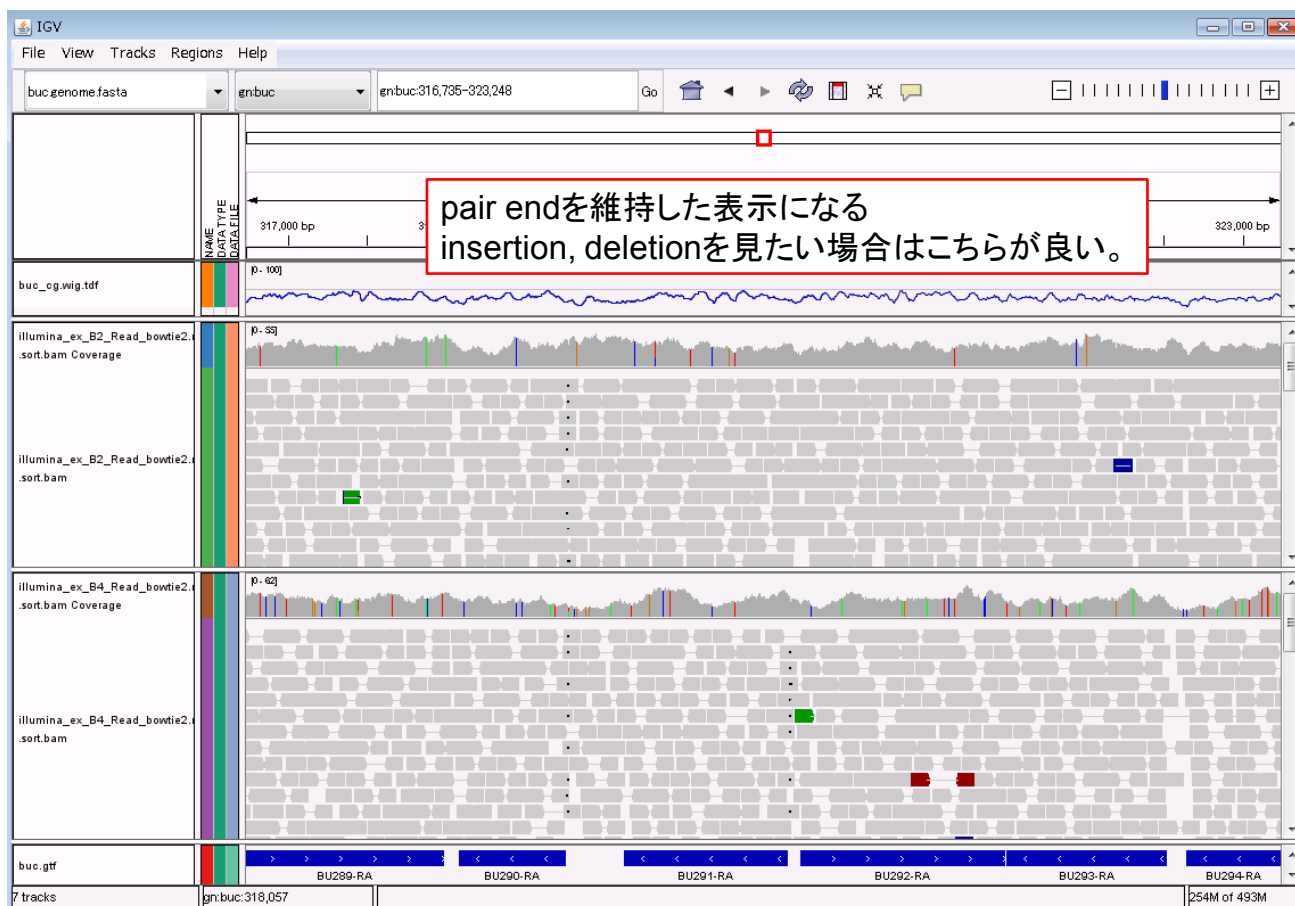 IGV
File View Tracks Regions Help
buc.genome.fasta gn:buc gn:buc:316,735-323,248 Go
NAME
DATA TYPE
DATA FILE
pair endを維持した表示になる
insertion, deletionを見たい場合はこちらが良い。
317,000 bp 323,000 bp
buc_cg.wig.tdf
[0 - 100]
illumina_ex_B2_Read_bowtie2.
.sort.bam Coverage
[0 - 55]
illumina_ex_B2_Read_bowtie2.
.sort.bam
illumina_ex_B4_Read_bowtie2.
.sort.bam Coverage
[0 - 62]
illumina_ex_B4_Read_bowtie2.
.sort.bam
buc.gtf
BU289-RA BU290-RA BU291-RA BU292-RA BU293-RA BU294-RA
7 tracks gn:buc:318,057 254M of 493M